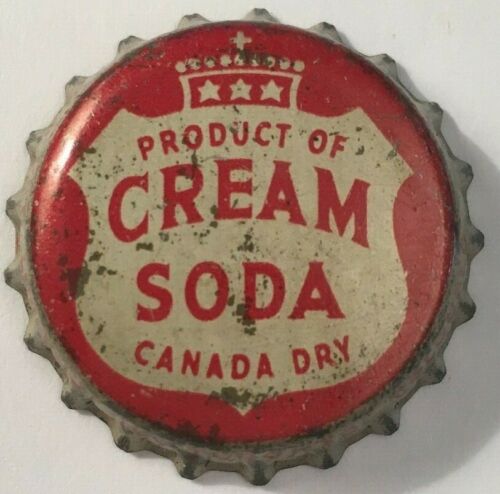 PRODUCT OF
CREAM
SODA
CANADA DRY